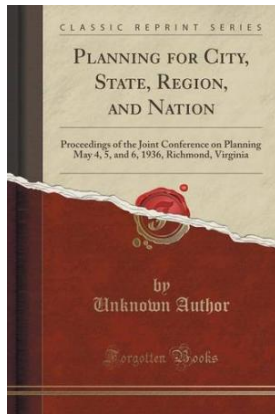 CLASSIC REPRINT SERIES
PLANNING FOR CITY,
STATE, REGION,
AND NATION
Proceedings of the Joint Conference on Planning
May 4, 5, and 6, 1936, Richmond, Virginia
by
Unknown Author
Forgotten Books